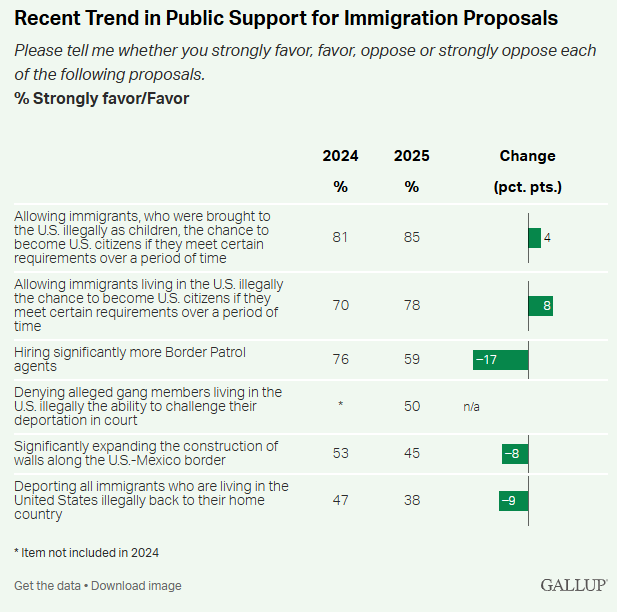 Recent Trend in Public Support for Immigration Proposals
Please tell me whether you strongly favor, favor, oppose or strongly oppose each
of the following proposals.
% Strongly favor/Favor
2024 2025 Change
% % (pct. pts.)
Allowing immigrants, who were brought to
the U.S. illegally as children, the chance to
become U.S. citizens if they meet certain
requirements over a period of time
81 85 4
Allowing immigrants living in the U.S. illegally
the chance to become U.S. citizens if they
meet certain requirements over a period of
time
70 78 8
Hiring significantly more Border Patrol
agents
76 59 −17
Denying alleged gang members living in the
U.S. illegally the ability to challenge their
deportation in court
* 50 n/a
Significantly expanding the construction of
walls along the U.S.-Mexico border
53 45 −8
Deporting all immigrants who are living in the
United States illegally back to their home
country
47 38 −9
* Item not included in 2024
Get the data • Download image
GALLUP®